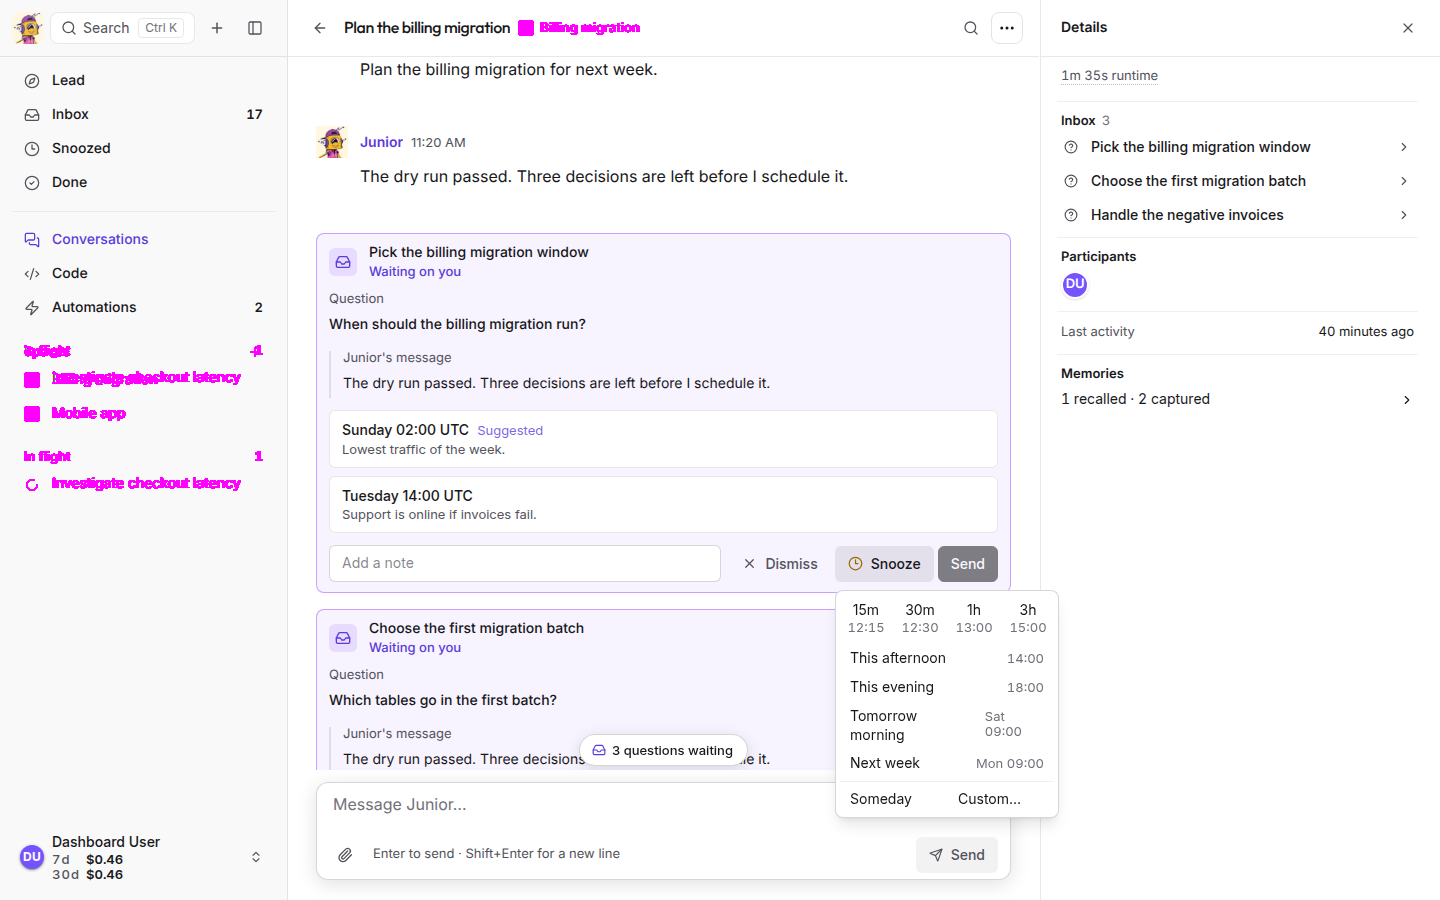 Search
Ctrl K
Lead
Inbox 17
Snoozed
Done
Conversations
Code
Automations 2
Mobile app
In flight 1
Investigate checkout latency
Dashboard User
DU
7d $0.46
30d $0.46
Plan the billing migration
Billing migration
Plan the billing migration for next week.
Junior 11:20 AM
The dry run passed. Three decisions are left before I schedule it.
Pick the billing migration window
Waiting on you
Question
When should the billing migration run?
Junior's message
The dry run passed. Three decisions are left before I schedule it.
Sunday 02:00 UTC Suggested
Lowest traffic of the week.
Tuesday 14:00 UTC
Support is online if invoices fail.
Add a note
Dismiss
Snooze
Send
15m 30m 1h 3h
12:15 12:30 13:00 15:00
This afternoon 14:00
This evening 18:00
Tomorrow morning Sat 09:00
Next week Mon 09:00
Someday Custom...
Choose the first migration batch
Waiting on you
Question
Which tables go in the first batch?
Junior's message
The dry run passed. Three decisions
le it.
3 questions waiting
Message Junior...
Enter to send · Shift+Enter for a new line
Send
Details
1m 35s runtime
Inbox 3
Pick the billing migration window
Choose the first migration batch
Handle the negative invoices
Participants
DU
Last activity 40 minutes ago
Memories
1 recalled · 2 captured